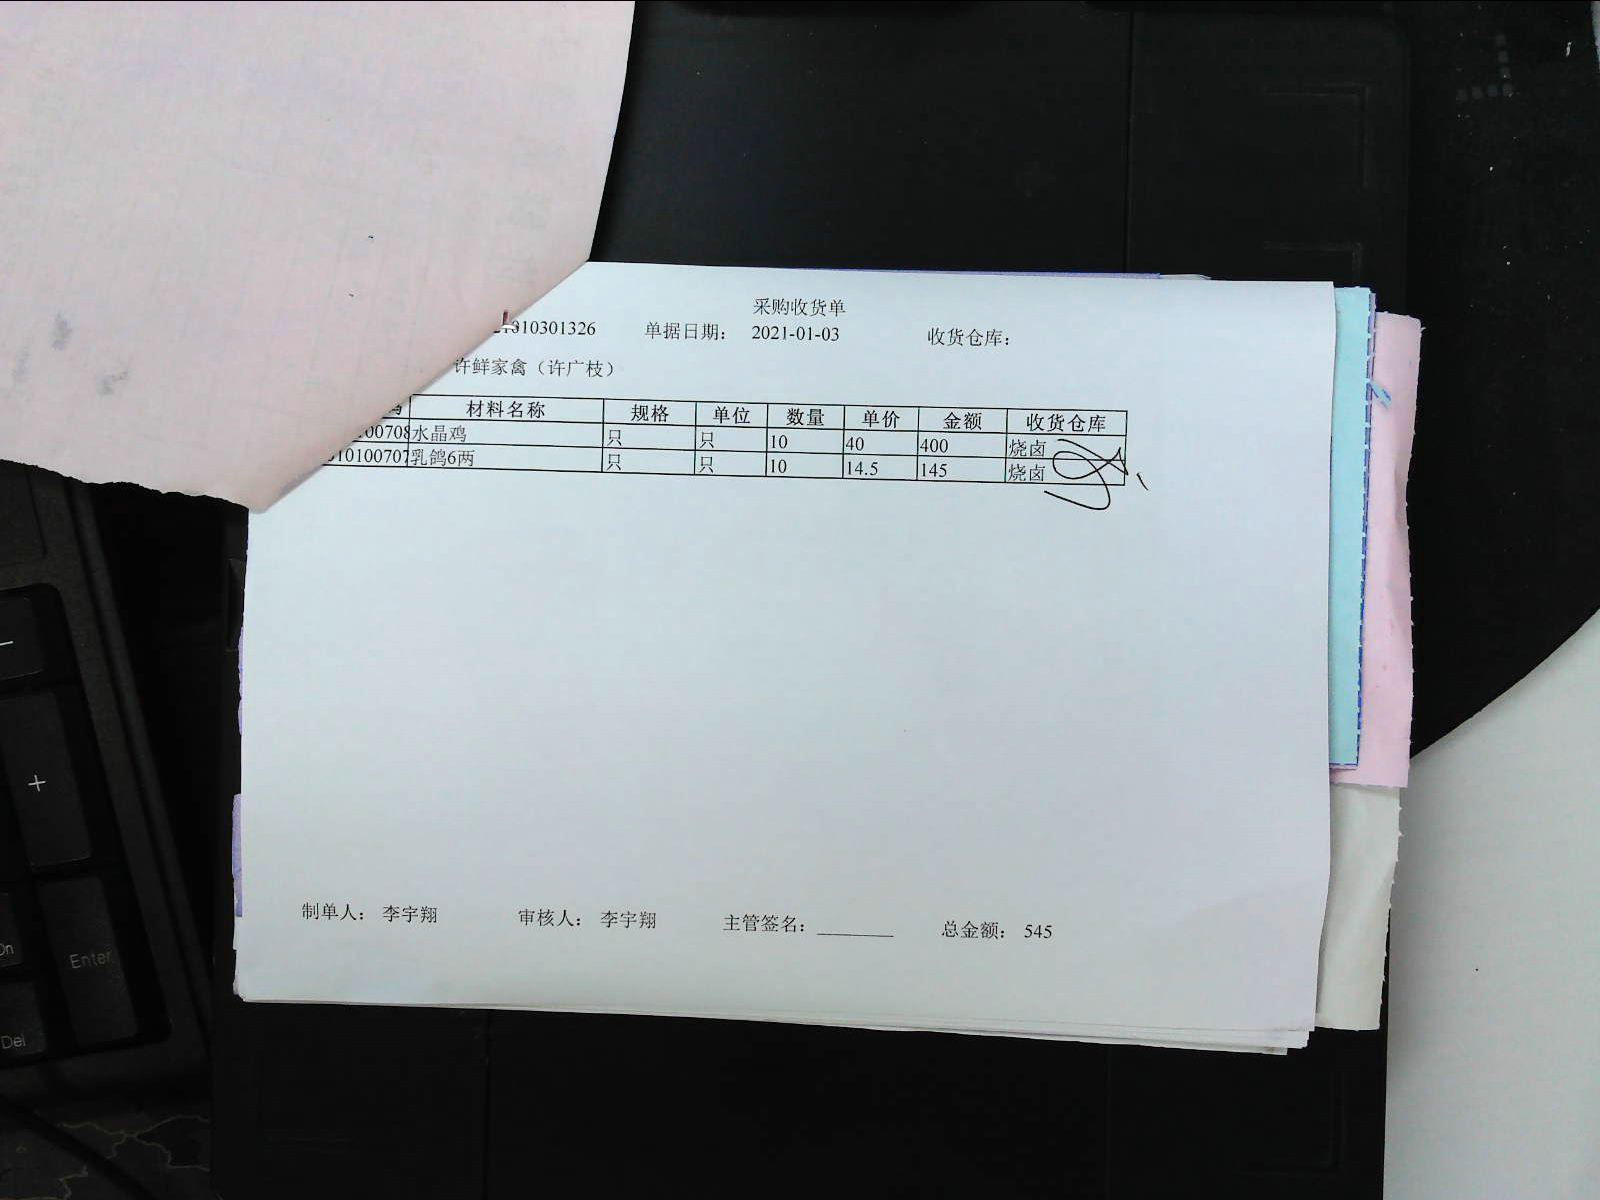 采购收货单
10301326 单据日期： 2021-01-03 收货仓库：
许鲜家禽（许广枝）
材料名称 规格 单位 数量 单价 金额 收货仓库
00708 水晶鸡 只 只 10 40 400 烧卤
10100707 乳鸽6两 只 只 10 14.5 145 烧卤
制单人： 李宇翔 审核人： 李宇翔 主管签名：________ 总金额： 545
+
Enter
Del